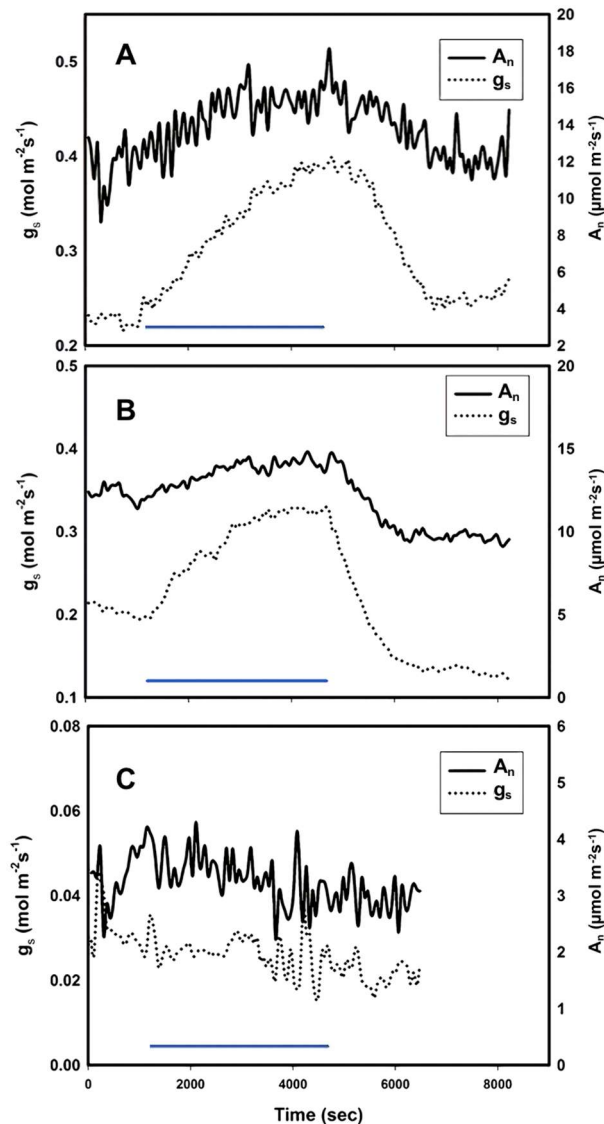 A
Aₙ
gₛ
0.5
0.4
0.3
0.2
gₛ (mol m⁻²s⁻¹)
20
18
16
14
12
10
8
6
4
2
Aₙ (µmol m⁻²s⁻¹)
B
Aₙ
gₛ
0.5
0.4
0.3
0.2
0.1
gₛ (mol m⁻²s⁻¹)
20
15
10
5
0
Aₙ (µmol m⁻²s⁻¹)
C
Aₙ
gₛ
0.08
0.06
0.04
0.02
0.00
gₛ (mol m⁻²s⁻¹)
6
5
4
3
2
1
0
Aₙ (µmol m⁻²s⁻¹)
0 2000 4000 6000 8000
Time (sec)